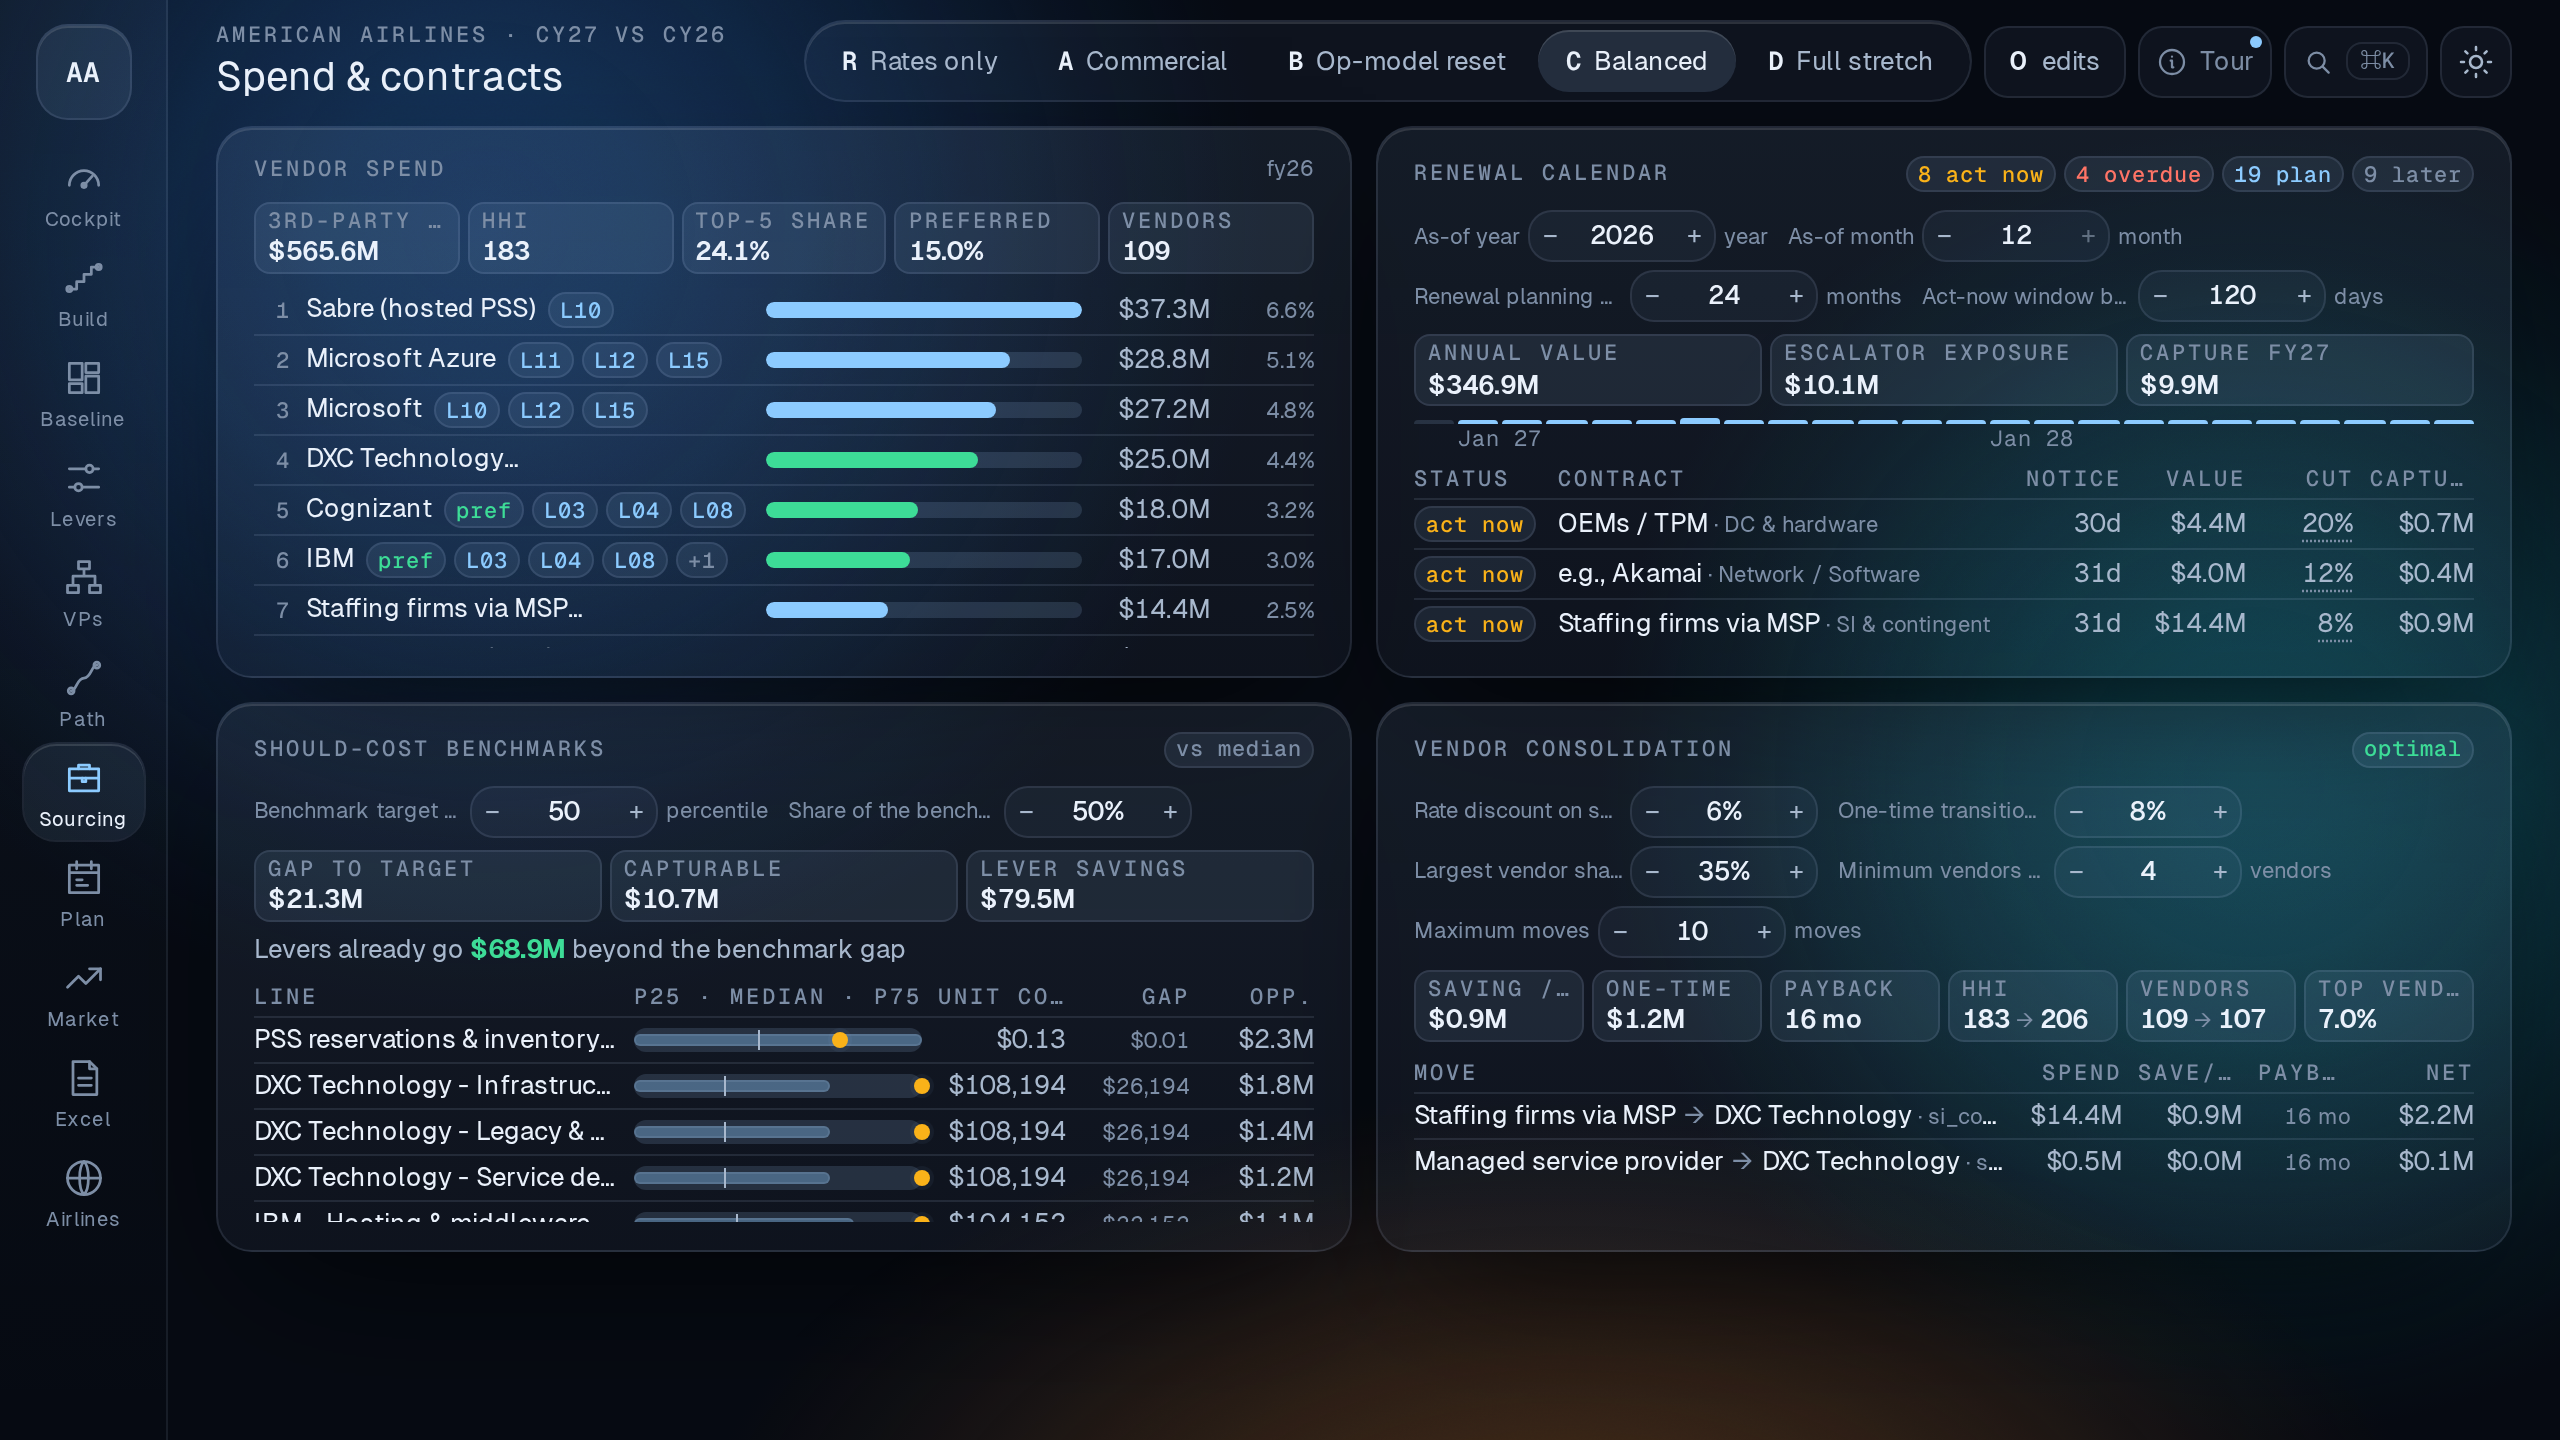 AA
Cockpit
Build
Baseline
Levers
VPs
Path
Sourcing
Plan
Market
Excel
Airlines
AMERICAN AIRLINES · CY27 VS CY26
Spend & contracts
R Rates only
A Commercial
B Op-model reset
C Balanced
D Full stretch
0 edits
Tour
⌘K
VENDOR SPEND fy26
3RD-PARTY … HHI TOP-5 SHARE PREFERRED VENDORS
$565.6M 183 24.1% 15.0% 109
1 Sabre (hosted PSS) L10 $37.3M 6.6%
2 Microsoft Azure L11 L12 L15 $28.8M 5.1%
3 Microsoft L10 L12 L15 $27.2M 4.8%
4 DXC Technology… $25.0M 4.4%
5 Cognizant pref L03 L04 L08 $18.0M 3.2%
6 IBM pref L03 L04 L08 +1 $17.0M 3.0%
7 Staffing firms via MSP… $14.4M 2.5%
RENEWAL CALENDAR 8 act now 4 overdue 19 plan 9 later
As-of year − 2026 + year As-of month − 12 + month
Renewal planning … − 24 + months Act-now window b… − 120 + days
ANNUAL VALUE ESCALATOR EXPOSURE CAPTURE FY27
$346.9M $10.1M $9.9M
Jan 27 Jan 28
STATUS CONTRACT NOTICE VALUE CUT CAPTU…
act now OEMs / TPM · DC & hardware 30d $4.4M 20% $0.7M
act now e.g., Akamai · Network / Software 31d $4.0M 12% $0.4M
act now Staffing firms via MSP · SI & contingent 31d $14.4M 8% $0.9M
SHOULD-COST BENCHMARKS vs median
Benchmark target … − 50 + percentile Share of the bench… − 50% +
GAP TO TARGET CAPTURABLE LEVER SAVINGS
$21.3M $10.7M $79.5M
Levers already go $68.9M beyond the benchmark gap
LINE P25 · MEDIAN · P75 UNIT CO… GAP OPP.
PSS reservations & inventory… $0.13 $0.01 $2.3M
DXC Technology - Infrastruc… $108,194 $26,194 $1.8M
DXC Technology - Legacy & … $108,194 $26,194 $1.4M
DXC Technology - Service de… $108,194 $26,194 $1.2M
IBM - Hosting & middleware… $104,152 $22,152 $1.1M
VENDOR CONSOLIDATION optimal
Rate discount on s… − 6% + One-time transitio… − 8% +
Largest vendor sha… − 35% + Minimum vendors … − 4 + vendors
Maximum moves − 10 + moves
SAVING /… ONE-TIME PAYBACK HHI VENDORS TOP VEND…
$0.9M $1.2M 16 mo 183 → 206 109 → 107 7.0%
MOVE SPEND SAVE/… PAYB… NET
Staffing firms via MSP → DXC Technology · si_co… $14.4M $0.9M 16 mo $2.2M
Managed service provider → DXC Technology · s… $0.5M $0.0M 16 mo $0.1M